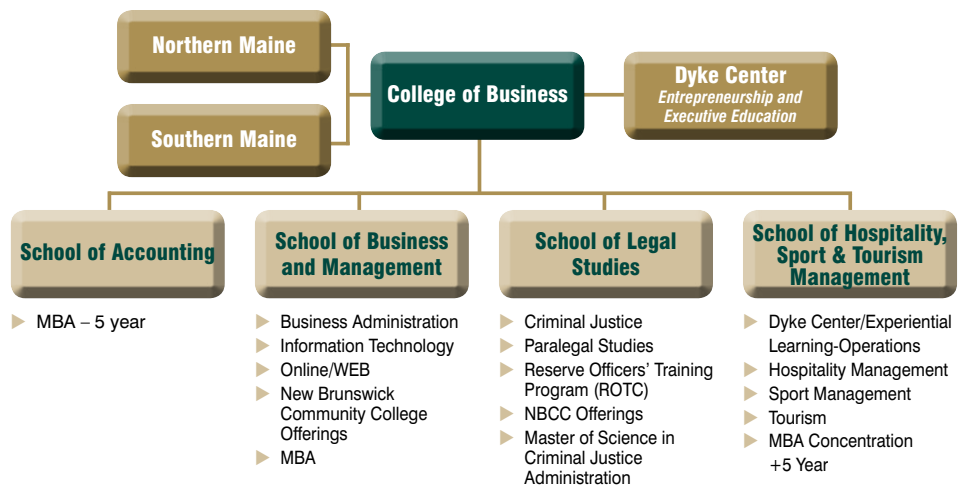 Northern Maine
Southern Maine
College of Business
Dyke Center
Entrepreneurship and
Executive Education
School of Accounting
MBA – 5 year
School of Business
and Management
Business Administration
Information Technology
Online/WEB
New Brunswick
Community College
Offerings
MBA
School of Legal
Studies
Criminal Justice
Paralegal Studies
Reserve Officers’ Training
Program (ROTC)
NBCC Offerings
Master of Science in
Criminal Justice
Administration
School of Hospitality,
Sport & Tourism
Management
Dyke Center/Experiential
Learning-Operations
Hospitality Management
Sport Management
Tourism
MBA Concentration
+5 Year